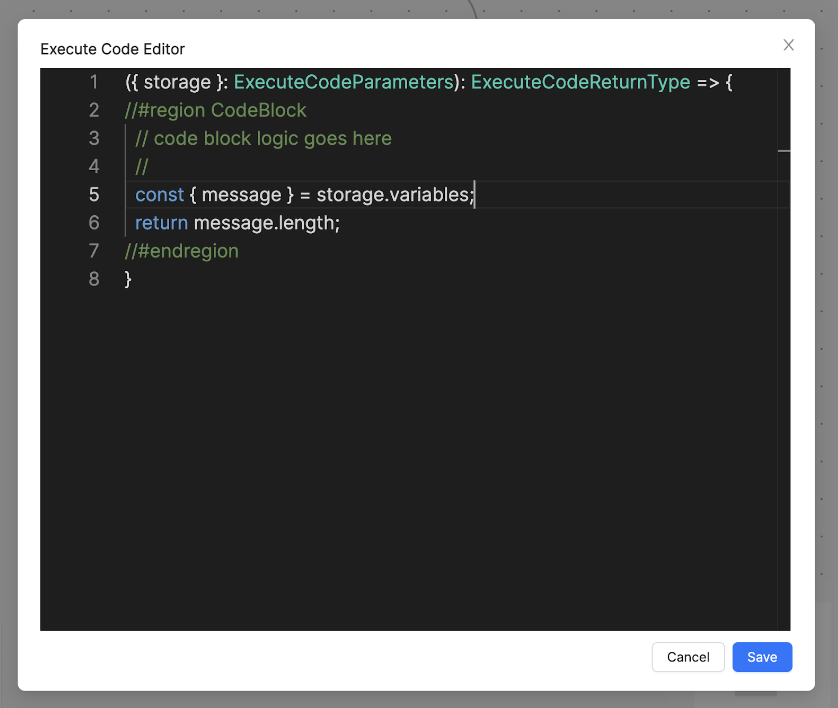 Execute Code Editor
1 ({ storage }: ExecuteCodeParameters): ExecuteCodeReturnType => {
2 //#region CodeBlock
3 // code block logic goes here
4 //
5 const { message } = storage.variables;
6 return message.length;
7 //#endregion
8 }
Cancel Save